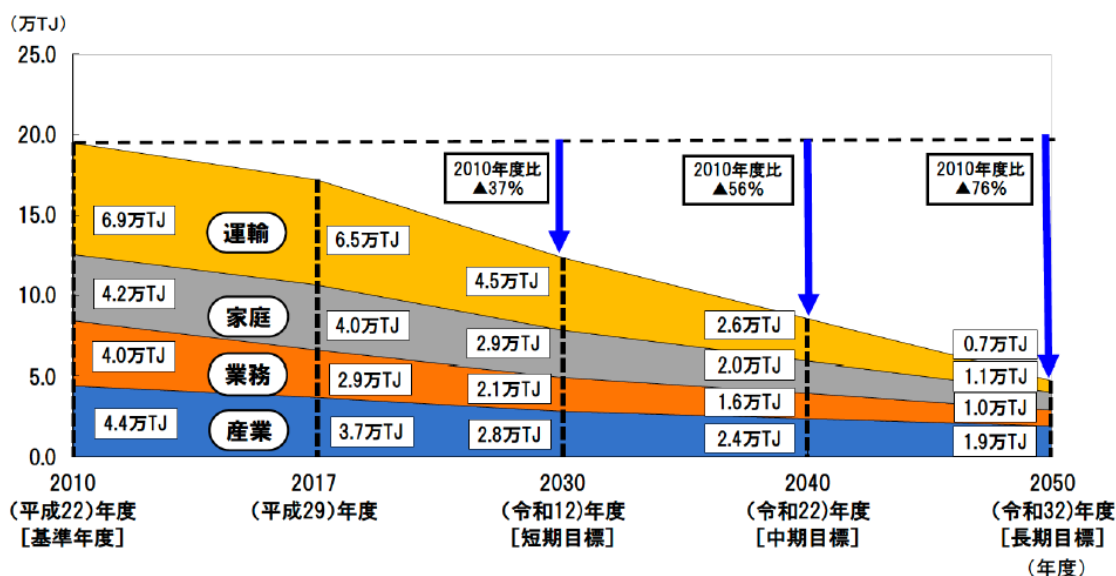 (万TJ)
25.0
20.0
15.0
10.0
5.0
0.0
2010年度比
▲37%
2010年度比
▲56%
2010年度比
▲76%
6.9万TJ
運輸
6.5万TJ
4.5万TJ
2.6万TJ
0.7万TJ
4.2万TJ
家庭
4.0万TJ
2.9万TJ
2.0万TJ
1.1万TJ
4.0万TJ
業務
2.9万TJ
2.1万TJ
1.6万TJ
1.0万TJ
4.4万TJ
産業
3.7万TJ
2.8万TJ
2.4万TJ
1.9万TJ
2010
(平成22)年度
[基準年度]
2017
(平成29)年度
2030
(令和12)年度
[短期目標]
2040
(令和22)年度
[中期目標]
2050
(令和32)年度
[長期目標]
(年度)